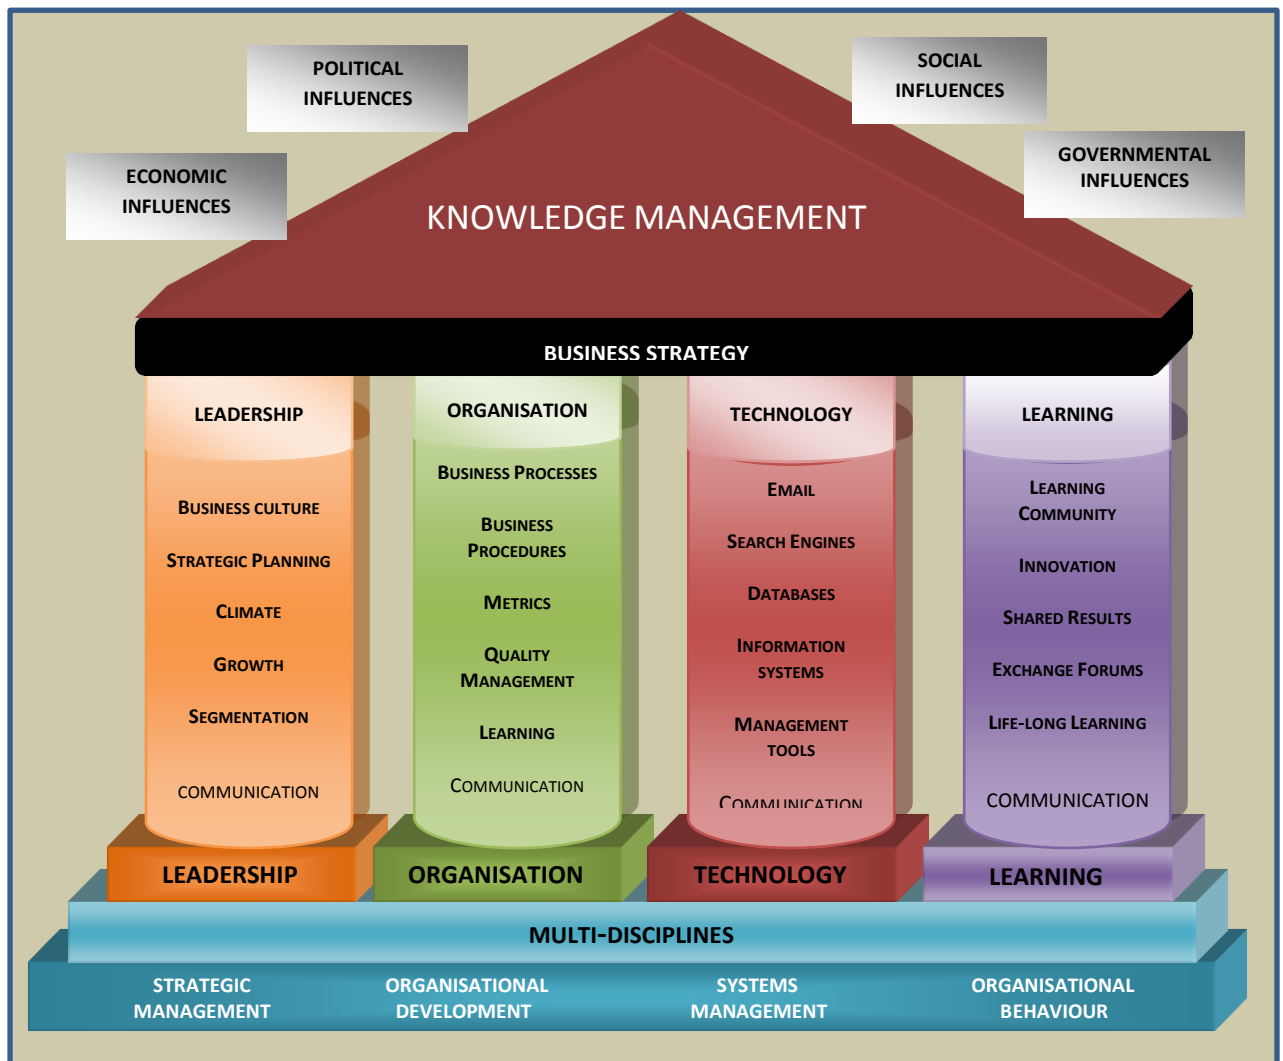 POLITICAL
INFLUENCES
SOCIAL
INFLUENCES
ECONOMIC
INFLUENCES
GOVERNMENTAL
INFLUENCES
KNOWLEDGE MANAGEMENT
BUSINESS STRATEGY
LEADERSHIP
BUSINESS CULTURE
STRATEGIC PLANNING
CLIMATE
GROWTH
SEGMENTATION
COMMUNICATION
LEADERSHIP
ORGANISATION
BUSINESS PROCESSES
BUSINESS
PROCEDURES
METRICS
QUALITY
MANAGEMENT
LEARNING
COMMUNICATION
ORGANISATION
TECHNOLOGY
EMAIL
SEARCH ENGINES
DATABASES
INFORMATION
SYSTEMS
MANAGEMENT
TOOLS
COMMUNICATION
TECHNOLOGY
LEARNING
LEARNING
COMMUNITY
INNOVATION
SHARED RESULTS
EXCHANGE FORUMS
LIFE-LONG LEARNING
COMMUNICATION
LEARNING
MULTI-DISCIPLINES
STRATEGIC
MANAGEMENT
ORGANISATIONAL
DEVELOPMENT
SYSTEMS
MANAGEMENT
ORGANISATIONAL
BEHAVIOUR